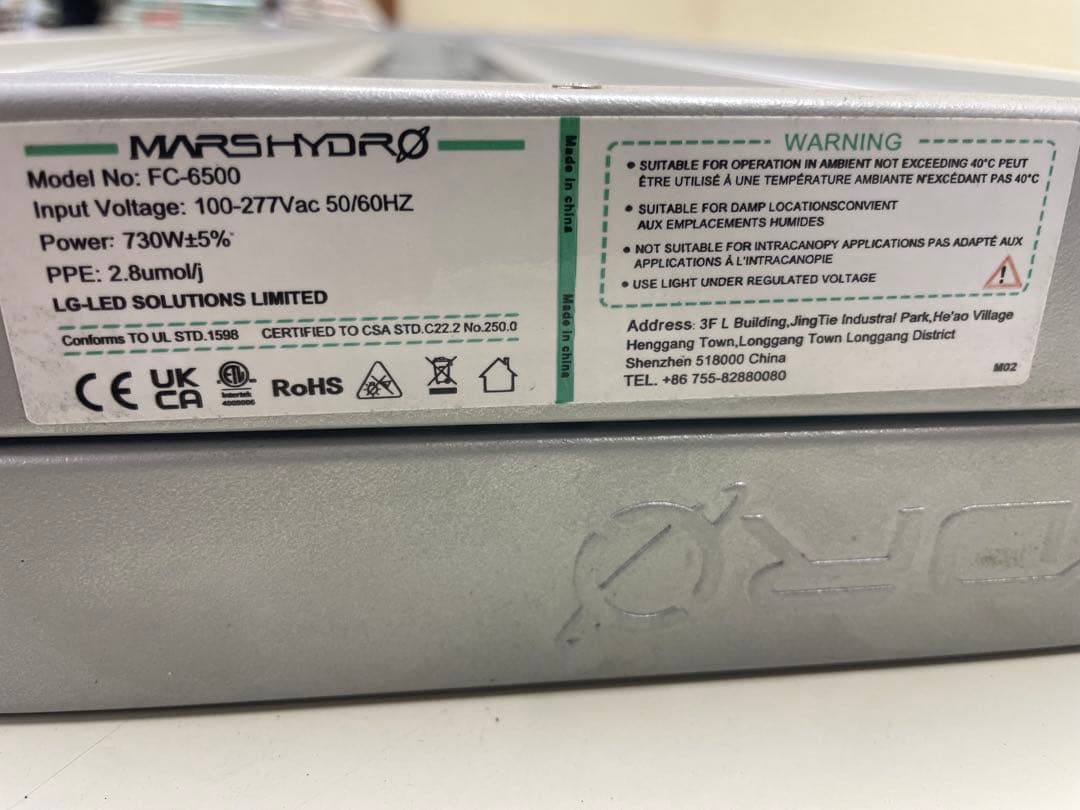 MARSHYDRO
Model No: FC-6500
Input Voltage: 100-277Vac 50/60HZ
Power: 730W±5%
PPE: 2.8umol/j
LG-LED SOLUTIONS LIMITED
Conforms TO UL STD.1598 CERTIFIED TO CSA STD.C22.2 No.250.0
CE UK CA ETL Intertek RoHS
Made in china
Made in china
WARNING
• SUITABLE FOR OPERATION IN AMBIENT NOT EXCEEDING 40°C PEUT
ÊTRE UTILISÉ À UNE TEMPÉRATURE AMBIANTE N'EXCÉDANT PAS 40°C
• SUITABLE FOR DAMP LOCATIONSCONVIENT
AUX EMPLACEMENTS HUMIDES
• NOT SUITABLE FOR INTRACANOPY APPLICATIONS PAS ADAPTÉ AUX
APPLICATIONS À L'INTRACANOPIE
• USE LIGHT UNDER REGULATED VOLTAGE
Address: 3F L Building,JingTie Industral Park,He'ao Village
Henggang Town,Longgang Town Longgang District
Shenzhen 518000 China
TEL. +86 755-82880080
M02
DRO